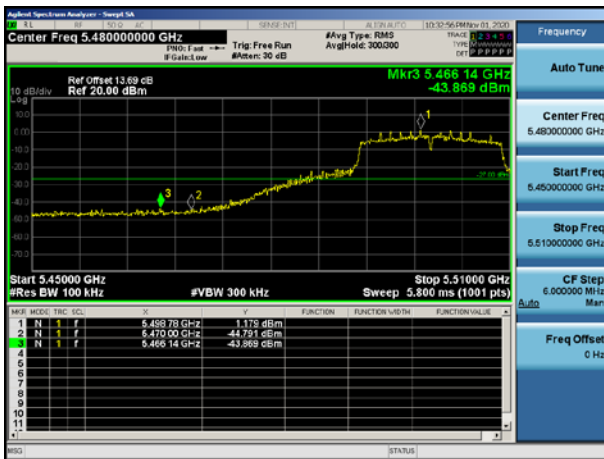 Agilent Spectrum Analyzer - Swept SA
RL RF 50 Ω AC SENSE:INT ALIGN AUTO 10:32:56 PM Nov 01, 2020
Center Freq 5.480000000 GHz
PNO: Fast
IFGain:Low
Trig: Free Run
#Atten: 30 dB
#Avg Type: RMS
Avg|Hold: 300/300
TRACE 1 2 3 4 5 6
TYPE
DET P P P P P P
Mkr3 5.466 14 GHz
-43.869 dBm
Ref Offset 13.69 dB
Ref 20.00 dBm
10 dB/div
Log
10.0
0.00
-10.0
-20.0
-30.0
-40.0
-50.0
-60.0
-70.0
1
2
3
-27.00 dBm
Start 5.45000 GHz
Stop 5.51000 GHz
#Res BW 100 kHz
#VBW 300 kHz
Sweep 5.800 ms (1001 pts)
MKR MODE TRC SCL X Y FUNCTION FUNCTION WIDTH FUNCTION VALUE
1 N 1 f 5.498 78 GHz 1.179 dBm
2 N 1 f 5.470 00 GHz -44.791 dBm
3 N 1 f 5.466 14 GHz -43.869 dBm
4
5
6
7
8
9
10
11
MSG
STATUS
Frequency
Auto Tune
Center Freq
5.480000000 GHz
Start Freq
5.450000000 GHz
Stop Freq
5.510000000 GHz
CF Step
6.000000 MHz
Auto Man
Freq Offset
0 Hz